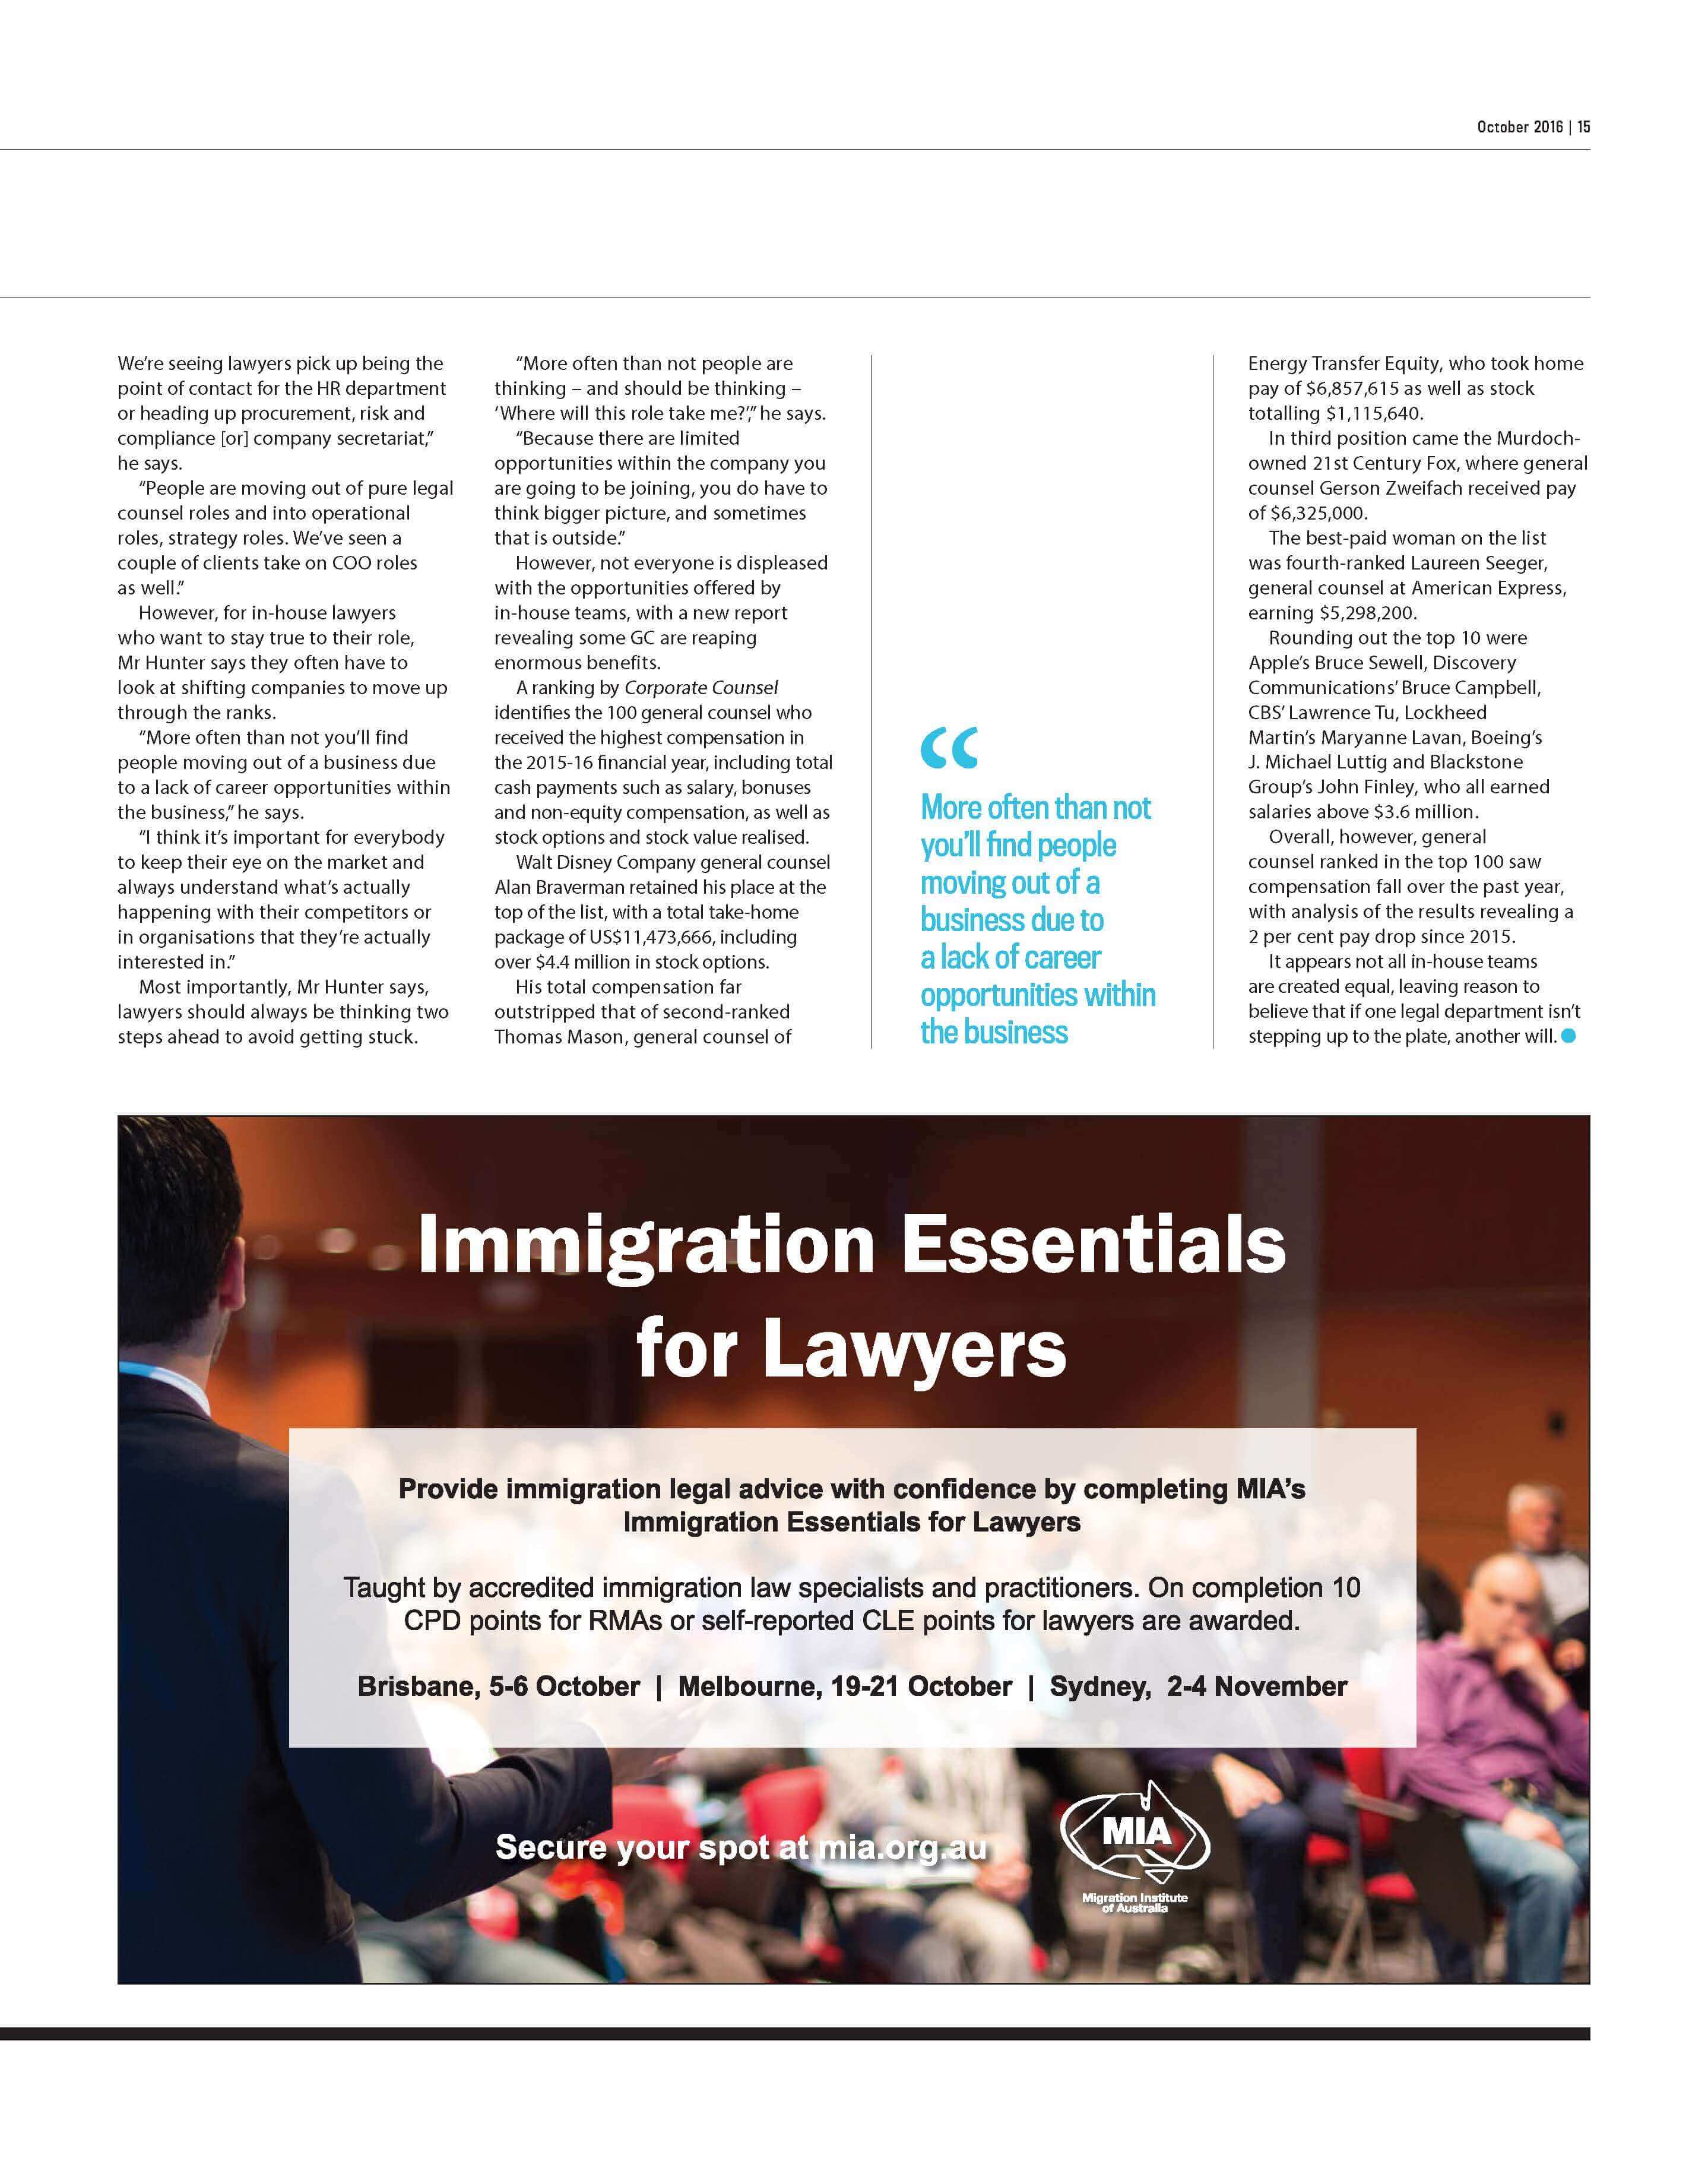 October 2016 | 15
We’re seeing lawyers pick up being the
point of contact for the HR department
or heading up procurement, risk and
compliance [or] company secretariat,”
he says.
“People are moving out of pure legal
counsel roles and into operational
roles, strategy roles. We’ve seen a
couple of clients take on COO roles
as well.”
However, for in-house lawyers
who want to stay true to their role,
Mr Hunter says they often have to
look at shifting companies to move up
through the ranks.
“More often than not you’ll find
people moving out of a business due
to a lack of career opportunities within
the business,” he says.
“I think it’s important for everybody
to keep their eye on the market and
always understand what’s actually
happening with their competitors or
in organisations that they’re actually
interested in.”
Most importantly, Mr Hunter says,
lawyers should always be thinking two
steps ahead to avoid getting stuck.
“More often than not people are
thinking – and should be thinking –
‘Where will this role take me?’,” he says.
“Because there are limited
opportunities within the company you
are going to be joining, you do have to
think bigger picture, and sometimes
that is outside.”
However, not everyone is displeased
with the opportunities offered by
in-house teams, with a new report
revealing some GC are reaping
enormous benefits.
A ranking by Corporate Counsel
identifies the 100 general counsel who
received the highest compensation in
the 2015-16 financial year, including total
cash payments such as salary, bonuses
and non-equity compensation, as well as
stock options and stock value realised.
Walt Disney Company general counsel
Alan Braverman retained his place at the
top of the list, with a total take-home
package of US$11,473,666, including
over $4.4 million in stock options.
His total compensation far
outstripped that of second-ranked
Thomas Mason, general counsel of
“
More often than not
you’ll find people
moving out of a
business due to
a lack of career
opportunities within
the business
Energy Transfer Equity, who took home
pay of $6,857,615 as well as stock
totalling $1,115,640.
In third position came the Murdoch-
owned 21st Century Fox, where general
counsel Gerson Zweifach received pay
of $6,325,000.
The best-paid woman on the list
was fourth-ranked Laureen Seeger,
general counsel at American Express,
earning $5,298,200.
Rounding out the top 10 were
Apple’s Bruce Sewell, Discovery
Communications’ Bruce Campbell,
CBS’ Lawrence Tu, Lockheed
Martin’s Maryanne Lavan, Boeing’s
J. Michael Luttig and Blackstone
Group’s John Finley, who all earned
salaries above $3.6 million.
Overall, however, general
counsel ranked in the top 100 saw
compensation fall over the past year,
with analysis of the results revealing a
2 per cent pay drop since 2015.
It appears not all in-house teams
are created equal, leaving reason to
believe that if one legal department isn’t
stepping up to the plate, another will.
Immigration Essentials
for Lawyers
Provide immigration legal advice with confidence by completing MIA’s
Immigration Essentials for Lawyers
Taught by accredited immigration law specialists and practitioners. On completion 10
CPD points for RMAs or self-reported CLE points for lawyers are awarded.
Brisbane, 5-6 October | Melbourne, 19-21 October | Sydney, 2-4 November
Secure your spot at mia.org.au
MIA
Migration Institute
of Australia